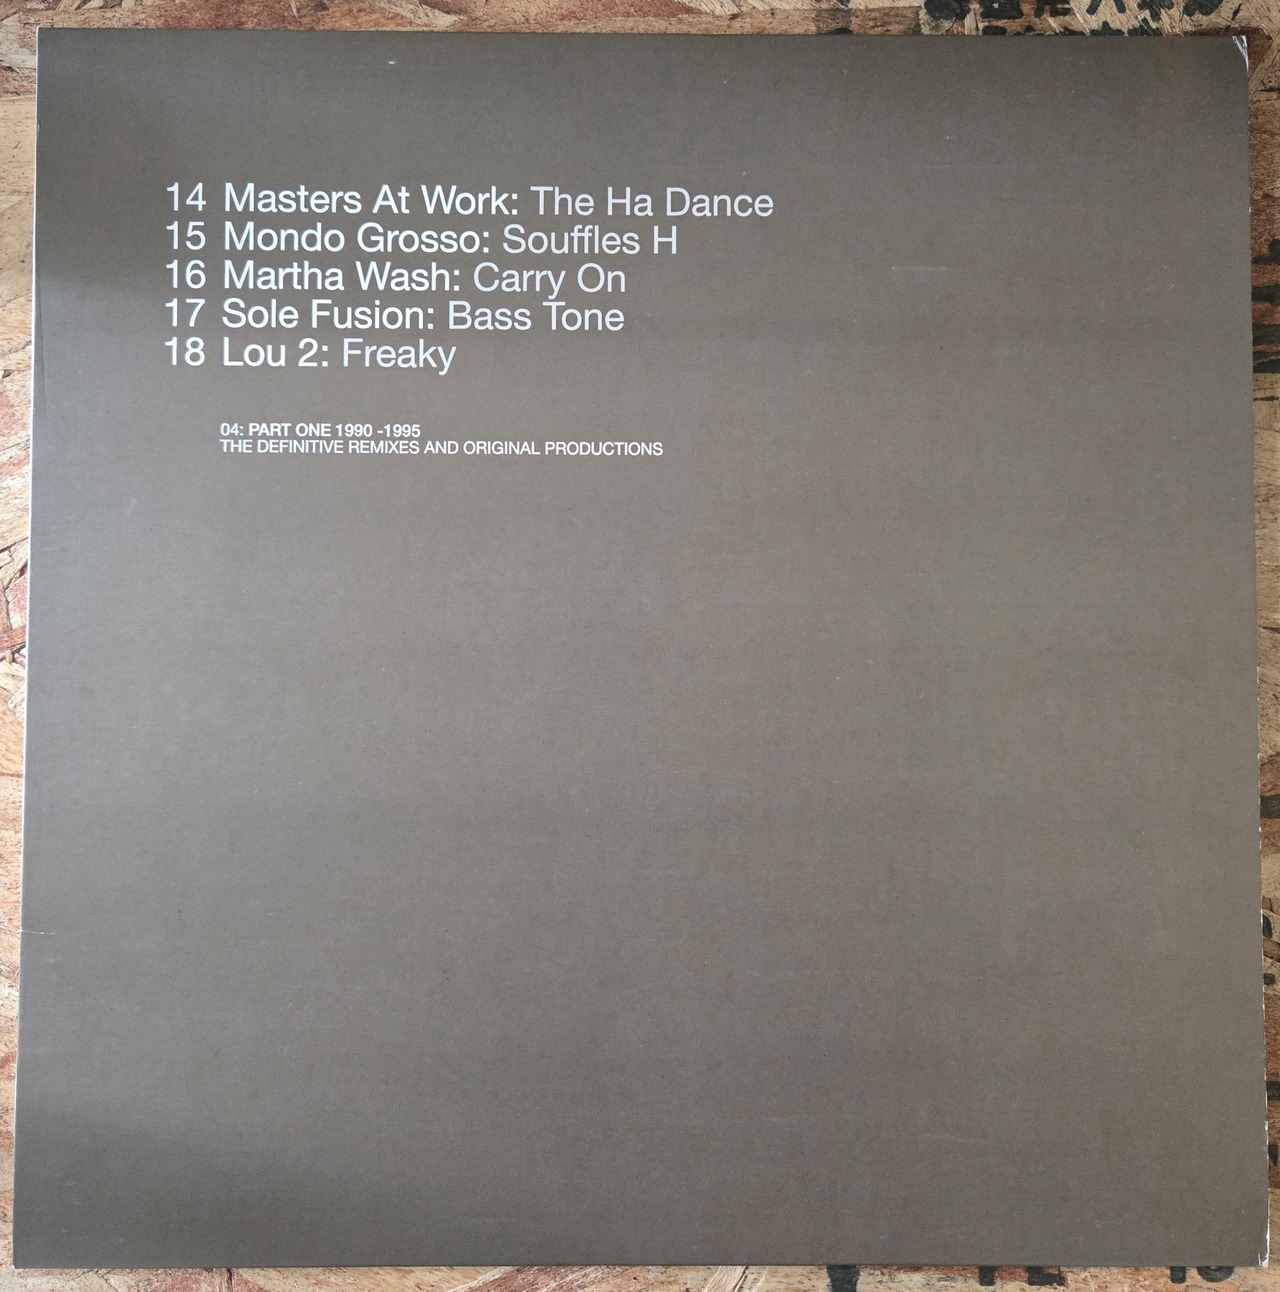 14 Masters At Work: The Ha Dance
15 Mondo Grosso: Souffles H
16 Martha Wash: Carry On
17 Sole Fusion: Bass Tone
18 Lou 2: Freaky
04: PART ONE 1990 -1995
THE DEFINITIVE REMIXES AND ORIGINAL PRODUCTIONS